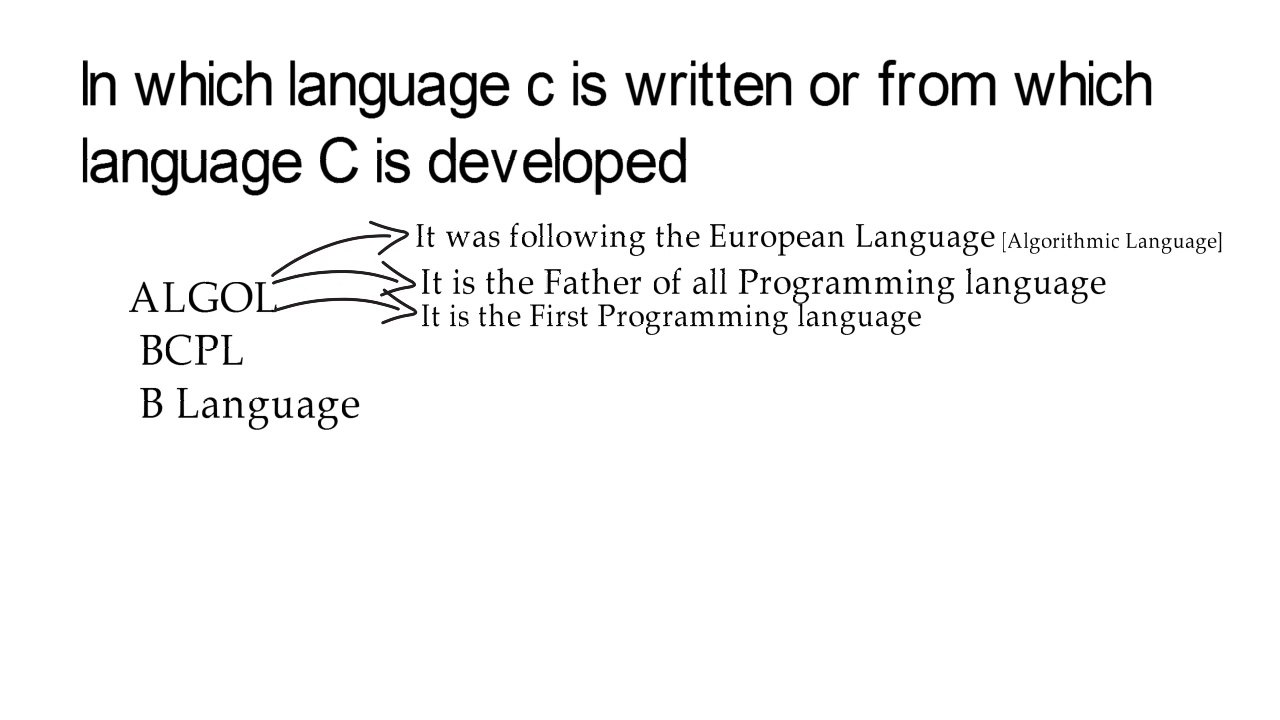 In which language c is written or from which
language C is developed
It was following the European Language [Algorithmic Language]
ALGOL
It is the Father of all Programming language
It is the First Programming language
BCPL
B Language